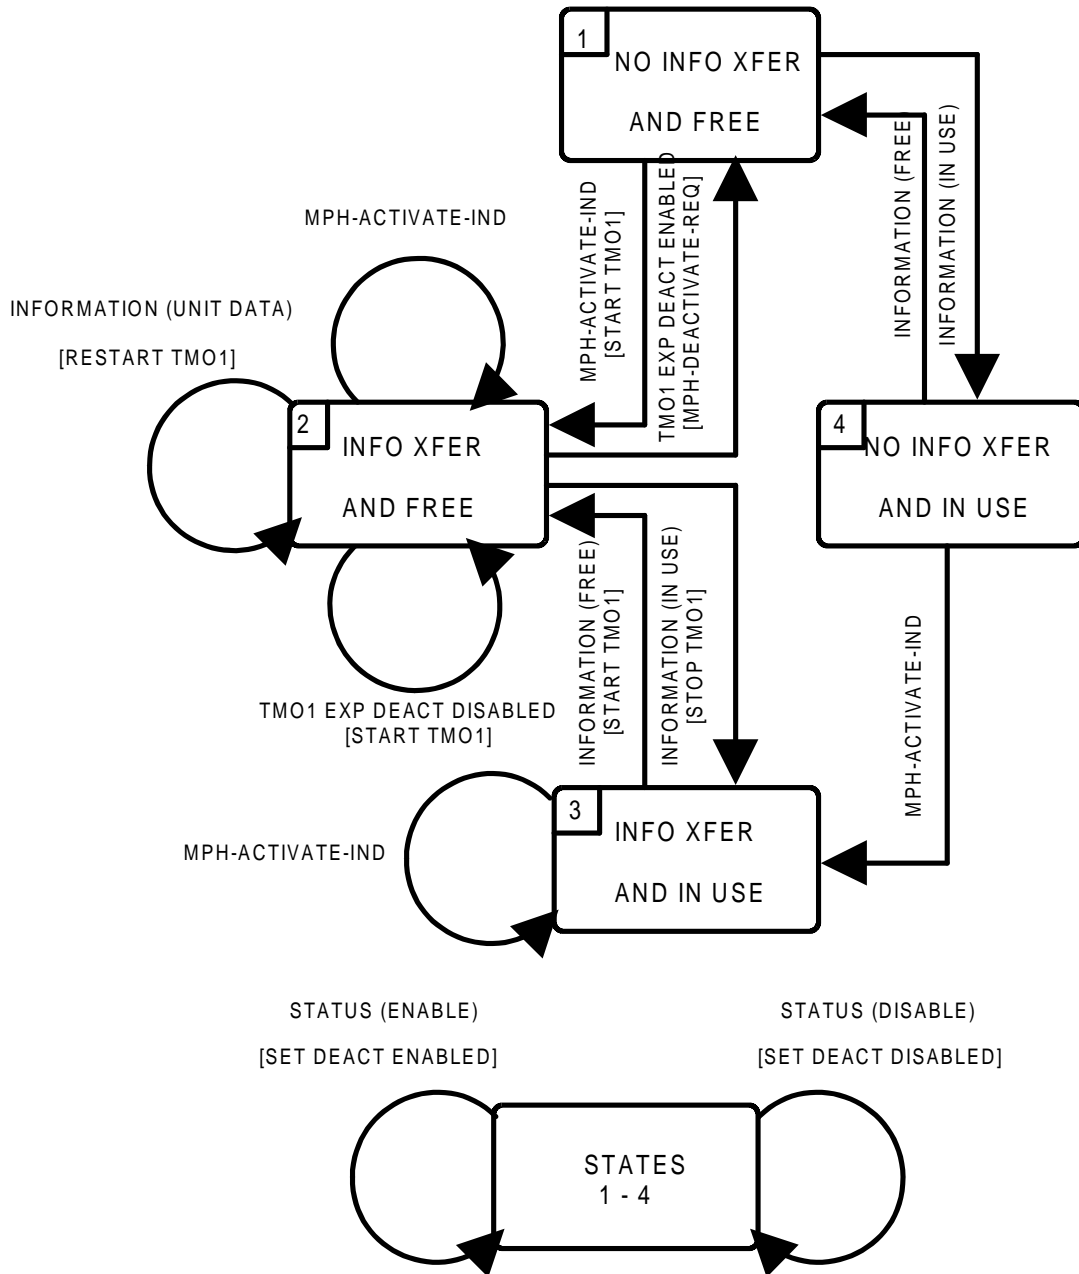 1
NO INFO XFER
AND FREE
MPH-ACTIVATE-IND
[START TMO1]
TMO1 EXP DEACT ENABLED
[MPH-DEACTIVATE-REQ]
INFORMATION (FREE)
INFORMATION (IN USE)
MPH-ACTIVATE-IND
INFORMATION (UNIT DATA)
[RESTART TMO1]
2
INFO XFER
AND FREE
4
NO INFO XFER
AND IN USE
TMO1 EXP DEACT DISABLED
[START TMO1]
INFORMATION (FREE)
[START TMO1]
INFORMATION (IN USE)
[STOP TMO1]
MPH-ACTIVATE-IND
3
INFO XFER
AND IN USE
MPH-ACTIVATE-IND
STATUS (ENABLE)
[SET DEACT ENABLED]
STATUS (DISABLE)
[SET DEACT DISABLED]
STATES
1 - 4